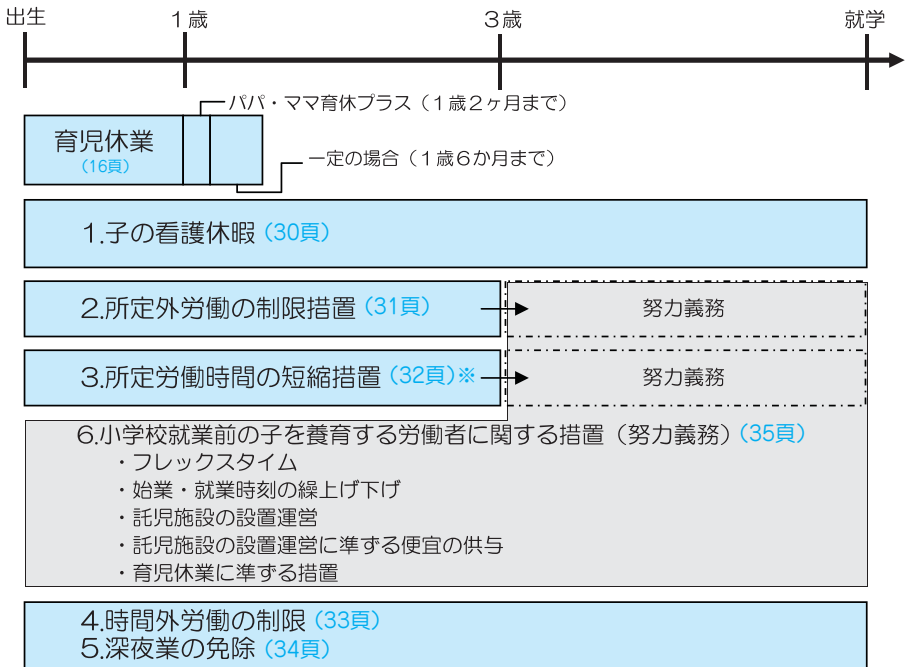 出生 1歳 3歳 就学
パパ・ママ育休プラス（1歳2ヶ月まで）
育児休業
（16頁）
一定の場合（1歳6か月まで）
1.子の看護休暇（30頁）
2.所定外労働の制限措置（31頁）
努力義務
3.所定労働時間の短縮措置（32頁）※
努力義務
6.小学校就業前の子を養育する労働者に関する措置（努力義務）（35頁）
・フレックスタイム
・始業・就業時刻の繰上げ下げ
・託児施設の設置運営
・託児施設の設置運営に準ずる便宜の供与
・育児休業に準ずる措置
4.時間外労働の制限（33頁）
5.深夜業の免除（34頁）